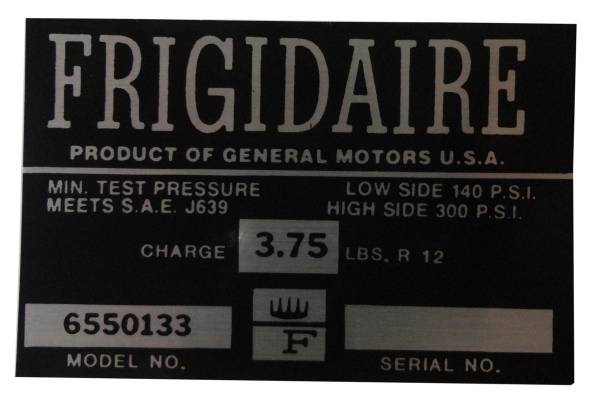 FRIGIDAIRE
PRODUCT OF GENERAL MOTORS U.S.A.
MIN. TEST PRESSURE LOW SIDE 140 P.S.I.
MEETS S.A.E. J639 HIGH SIDE 300 P.S.I.
CHARGE 3.75 LBS. R 12
6550133
F
MODEL NO. SERIAL NO.